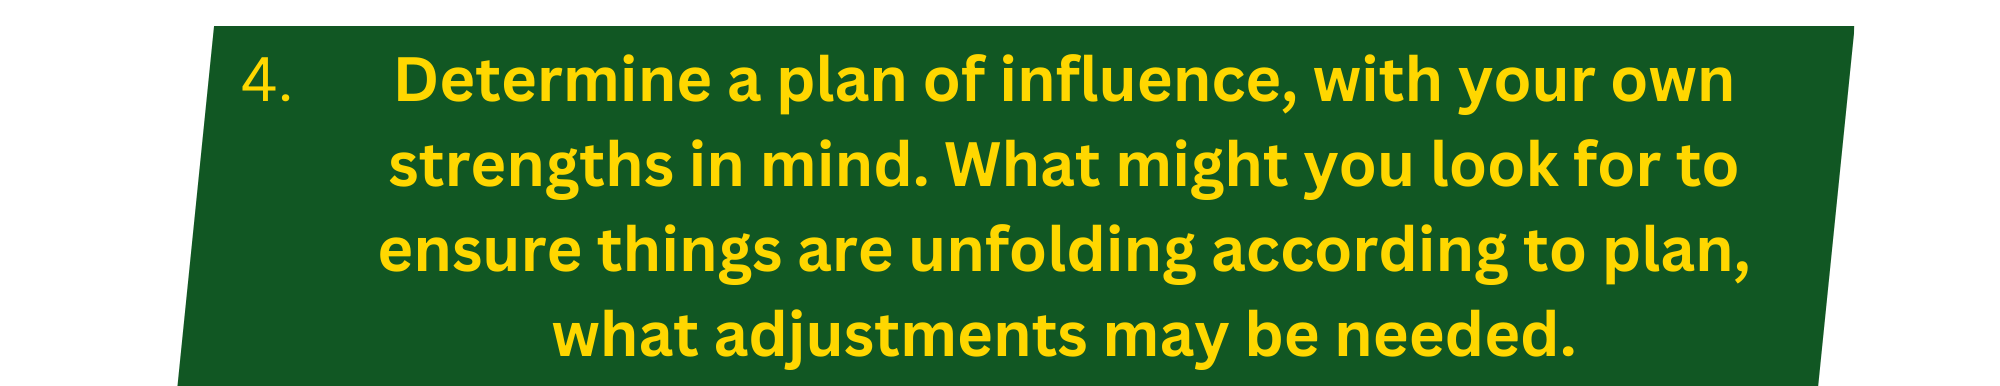 4. Determine a plan of influence, with your own
strengths in mind. What might you look for to
ensure things are unfolding according to plan,
what adjustments may be needed.